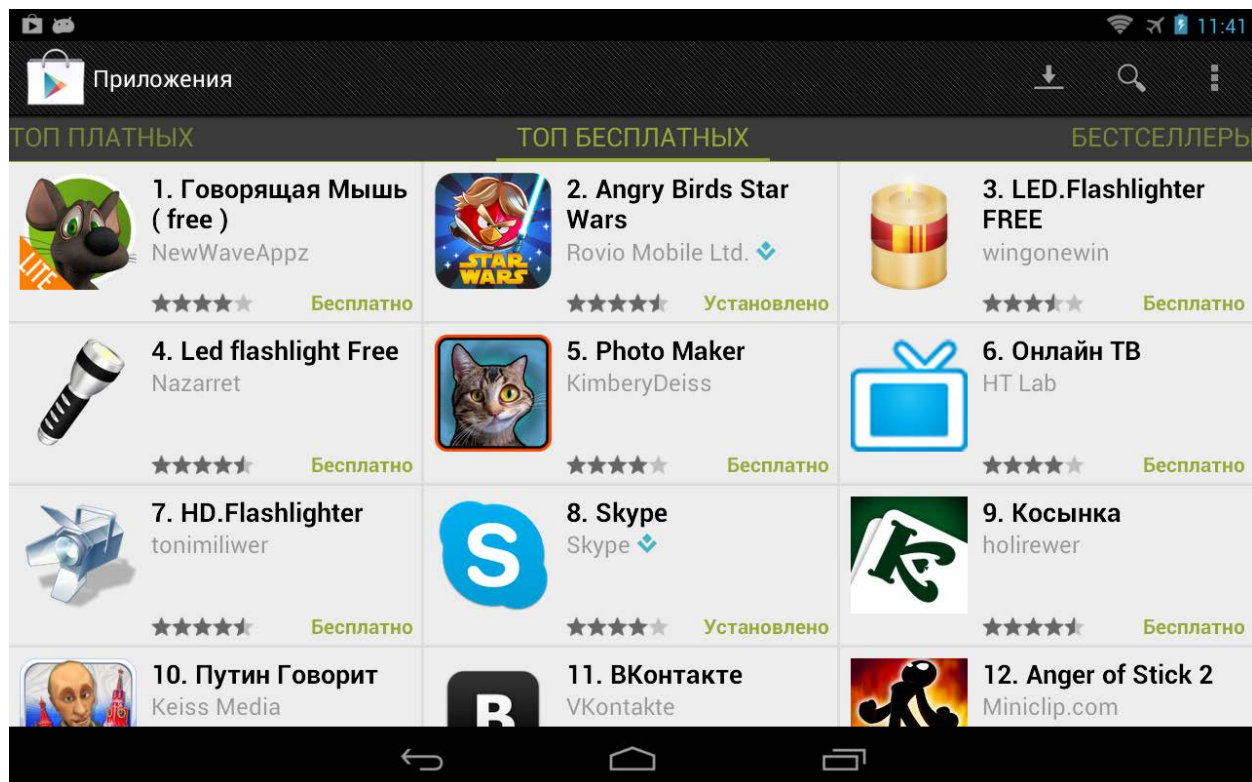 11:41
Приложения
ТОП ПЛАТНЫХ
ТОП БЕСПЛАТНЫХ
БЕСТСЕЛЛЕРЫ
1. Говорящая Мышь
( free )
NewWaveAppz
LITE
Бесплатно
2. Angry Birds Star
Wars
Rovio Mobile Ltd.
STAR
WARS
Установлено
3. LED.Flashlighter
FREE
wingonewin
Бесплатно
4. Led flashlight Free
Nazarret
Бесплатно
5. Photo Maker
KimberyDeiss
Бесплатно
6. Онлайн ТВ
HT Lab
Бесплатно
7. HD.Flashlighter
tonimiliwer
Бесплатно
8. Skype
Skype
S
Установлено
9. Косынка
holirewer
K
Бесплатно
10. Путин Говорит
Keiss Media
11. ВКонтакте
VKontakte
B
12. Anger of Stick 2
Miniclip.com